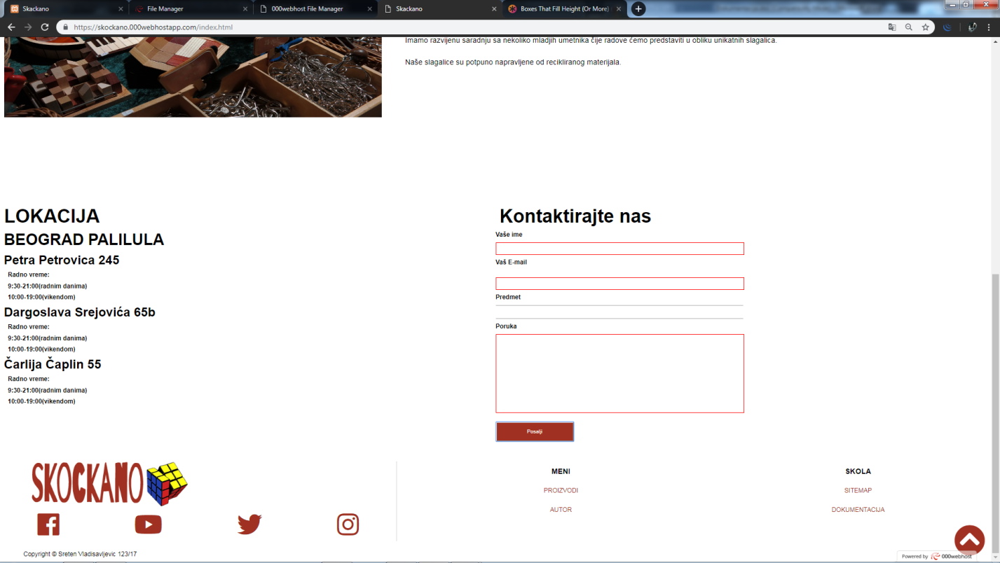 Skackano
File Manager
000webhost File Manager
Skackano
Boxes That Fill Height (Or More)
https://skockano.000webhostapp.com/index.html
Imamo razvijenu saradnju sa nekoliko mladjih umetnika čije radove ćemo predstaviti u obliku unikatnih slagalica.
Naše slagalice su potpuno napravljene od recikliranog materijala.
LOKACIJA
BEOGRAD PALILULA
Petra Petrovica 245
Radno vreme:
9:30-21:00(radnim danima)
10:00-19:00(vikendom)
Dargoslava Srejovića 65b
Radno vreme:
9:30-21:00(radnim danima)
10:00-19:00(vikendom)
Čarlija Čaplin 55
Radno vreme:
9:30-21:00(radnim danima)
10:00-19:00(vikendom)
Kontaktirajte nas
Vaše ime
Vaš E-mail
Predmet
Poruka
Posalji
SKOCKANO
MENI
PROIZVODI
AUTOR
SKOLA
SITEMAP
DOKUMENTACIJA
Copyright © Sreten Vladisavljevic 123/17
Powered by 000webhost